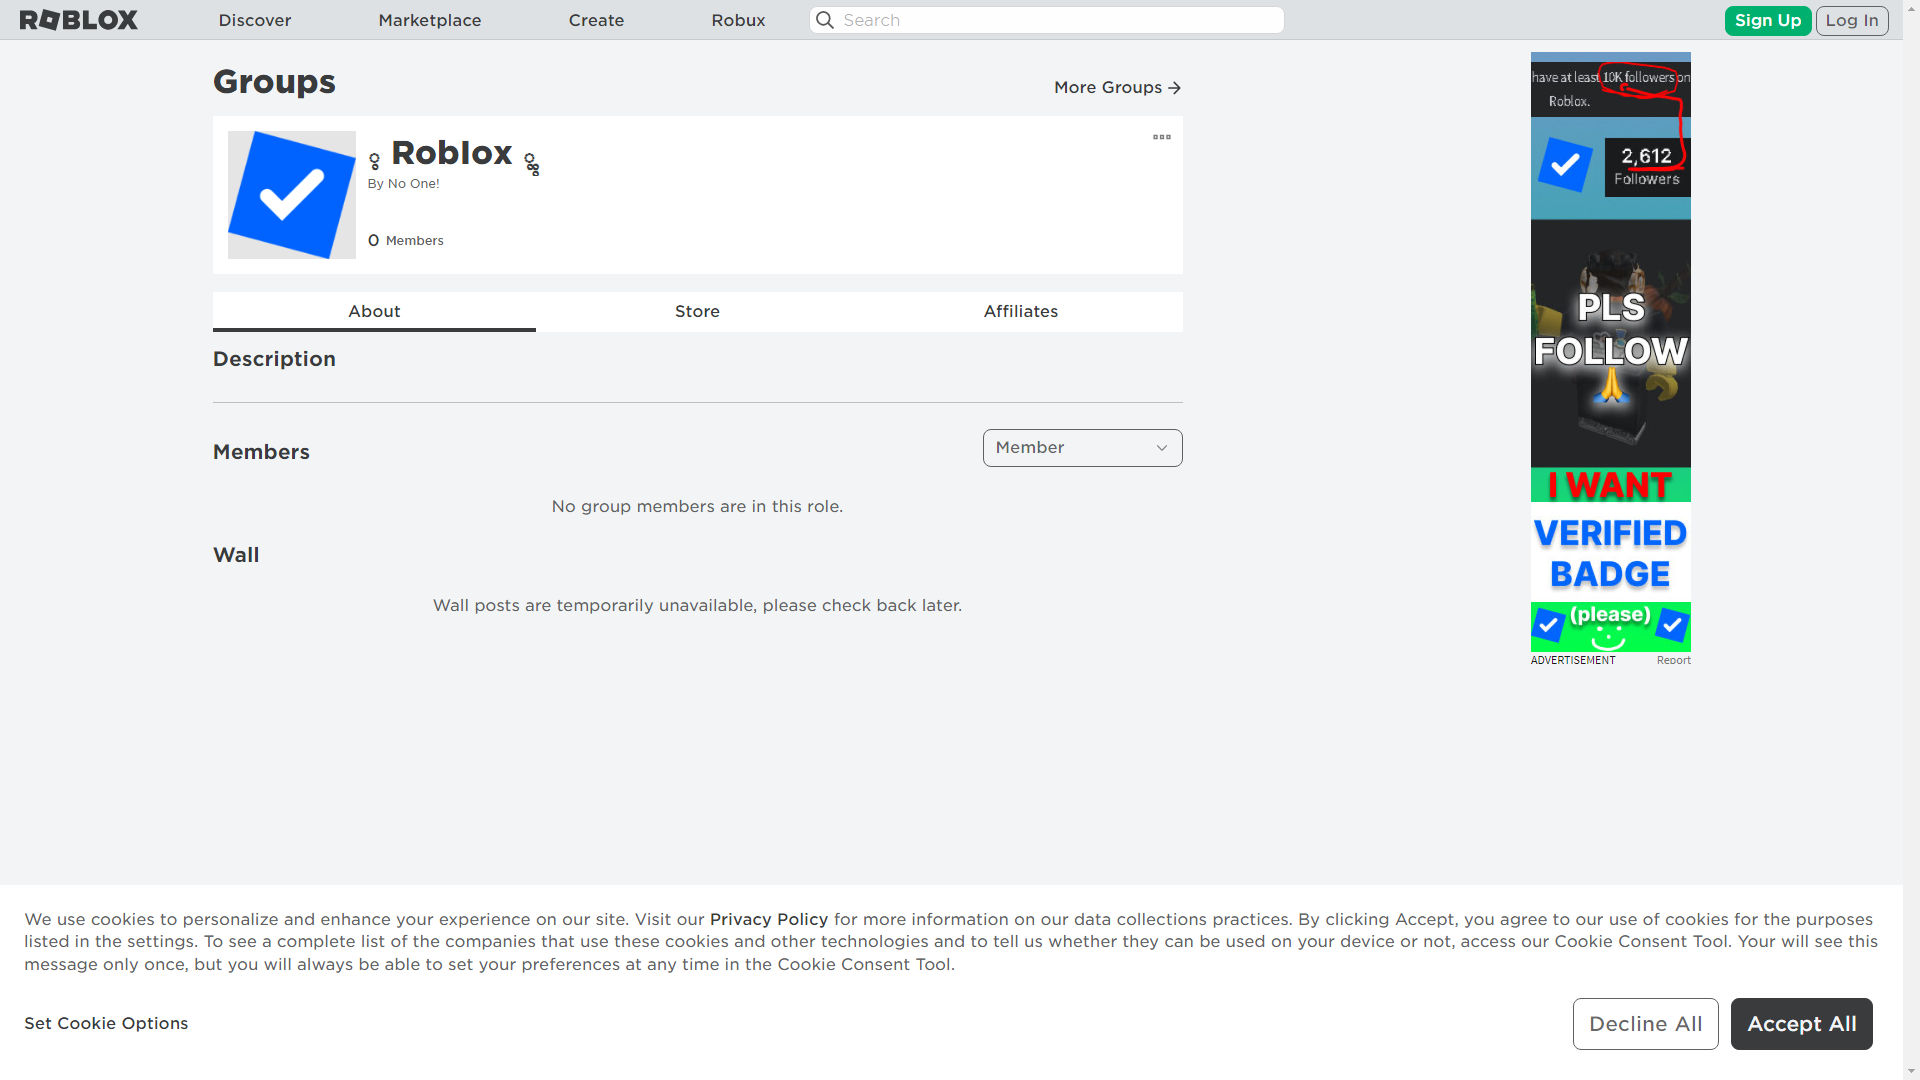 ROBLOX
Discover
Marketplace
Create
Robux
Search
Sign Up
Log In
Groups
More Groups
Roblox
By No One!
0 Members
About
Store
Affiliates
Description
Members
Member
No group members are in this role.
Wall
Wall posts are temporarily unavailable, please check back later.
have at least 10K followers on
Roblox.
2,612
Followers
PLS
FOLLOW
I WANT
VERIFIED
BADGE
(please)
ADVERTISEMENT
Report
We use cookies to personalize and enhance your experience on our site. Visit our Privacy Policy for more information on our data collections practices. By clicking Accept, you agree to our use of cookies for the purposes
listed in the settings. To see a complete list of the companies that use these cookies and other technologies and to tell us whether they can be used on your device or not, access our Cookie Consent Tool. Your will see this
message only once, but you will always be able to set your preferences at any time in the Cookie Consent Tool.
Set Cookie Options
Decline All
Accept All